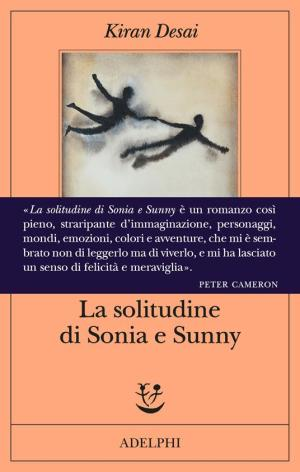 Kiran Desai
«La solitudine di Sonia e Sunny è un romanzo così
pieno, straripante d’immaginazione, personaggi,
mondi, emozioni, colori e avventure, che mi è sem-
brato non di leggerlo ma di viverlo, e mi ha lasciato
un senso di felicità e meraviglia».
PETER CAMERON
La solitudine
di Sonia e Sunny
ADELPHI